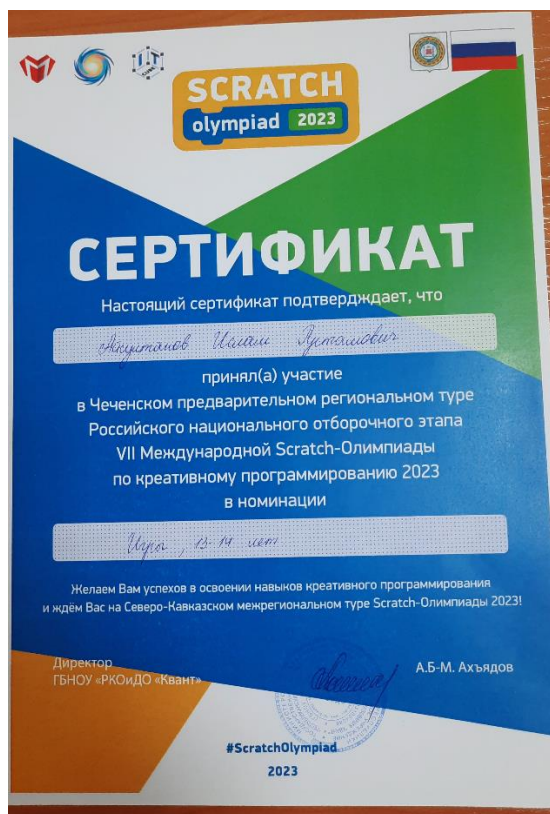 SCRATCH
olympiad 2023
СЕРТИФИКАТ
Настоящий сертификат подтверждает, что
Ислам
принял(а) участие
в Чеченском предварительном региональном туре
Российского национального отборочного этапа
VII Международной Scratch-Олимпиады
по креативному программированию 2023
в номинации
Игры, 13-14 лет
Желаем Вам успехов в освоении навыков креативного программирования
и ждём Вас на Северо-Кавказском межрегиональном туре Scratch-Олимпиады 2023!
Директор
ГБНОУ «РКОиДО «Квант»
А.Б-М. Ахъядов
#ScratchOlympiad
2023